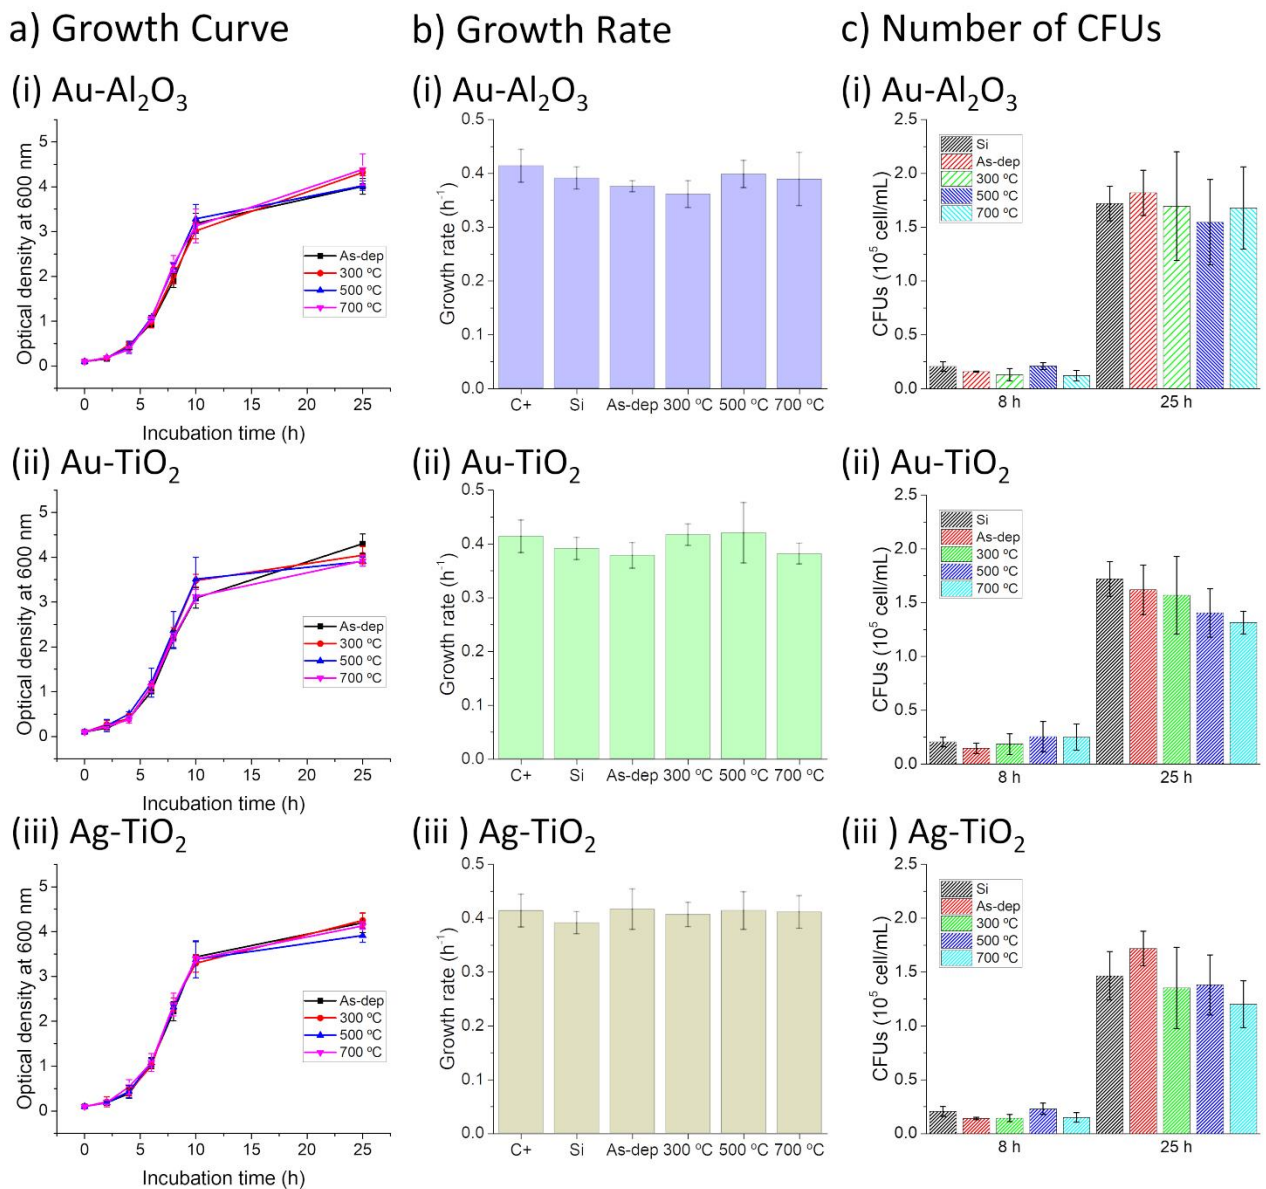 a) Growth Curve
b) Growth Rate
c) Number of CFUs
(i) Au-Al₂O₃
5
4
3
2
1
0
Optical density at 600 nm
As-dep
300 ºC
500 ºC
700 ºC
0 5 10 15 20 25
Incubation time (h)
(i) Au-Al₂O₃
0.5
0.4
0.3
0.2
0.1
0.0
Growth rate (h⁻¹)
C+ Si As-dep 300 ºC 500 ºC 700 ºC
(i) Au-Al₂O₃
2.5
2.0
1.5
1.0
0.5
0.0
CFUs (10⁵ cell/mL)
Si
As-dep
300 ºC
500 ºC
700 ºC
8 h 25 h
(ii) Au-TiO₂
5
4
3
2
1
0
Optical density at 600 nm
As-dep
300 ºC
500 ºC
700 ºC
0 5 10 15 20 25
Incubation time (h)
(ii) Au-TiO₂
0.5
0.4
0.3
0.2
0.1
0.0
Growth rate (h⁻¹)
C+ Si As-dep 300 ºC 500 ºC 700 ºC
(ii) Au-TiO₂
2.5
2.0
1.5
1.0
0.5
0.0
CFUs (10⁵ cell/mL)
Si
As-dep
300 ºC
500 ºC
700 ºC
8 h 25 h
(iii) Ag-TiO₂
5
4
3
2
1
0
Optical density at 600 nm
As-dep
300 ºC
500 ºC
700 ºC
0 5 10 15 20 25
Incubation time (h)
(iii ) Ag-TiO₂
0.5
0.4
0.3
0.2
0.1
0.0
Growth rate (h⁻¹)
C+ Si As-dep 300 ºC 500 ºC 700 ºC
(iii ) Ag-TiO₂
2.5
2.0
1.5
1.0
0.5
0.0
CFUs (10⁵ cell/mL)
Si
As-dep
300 ºC
500 ºC
700 ºC
8 h 25 h